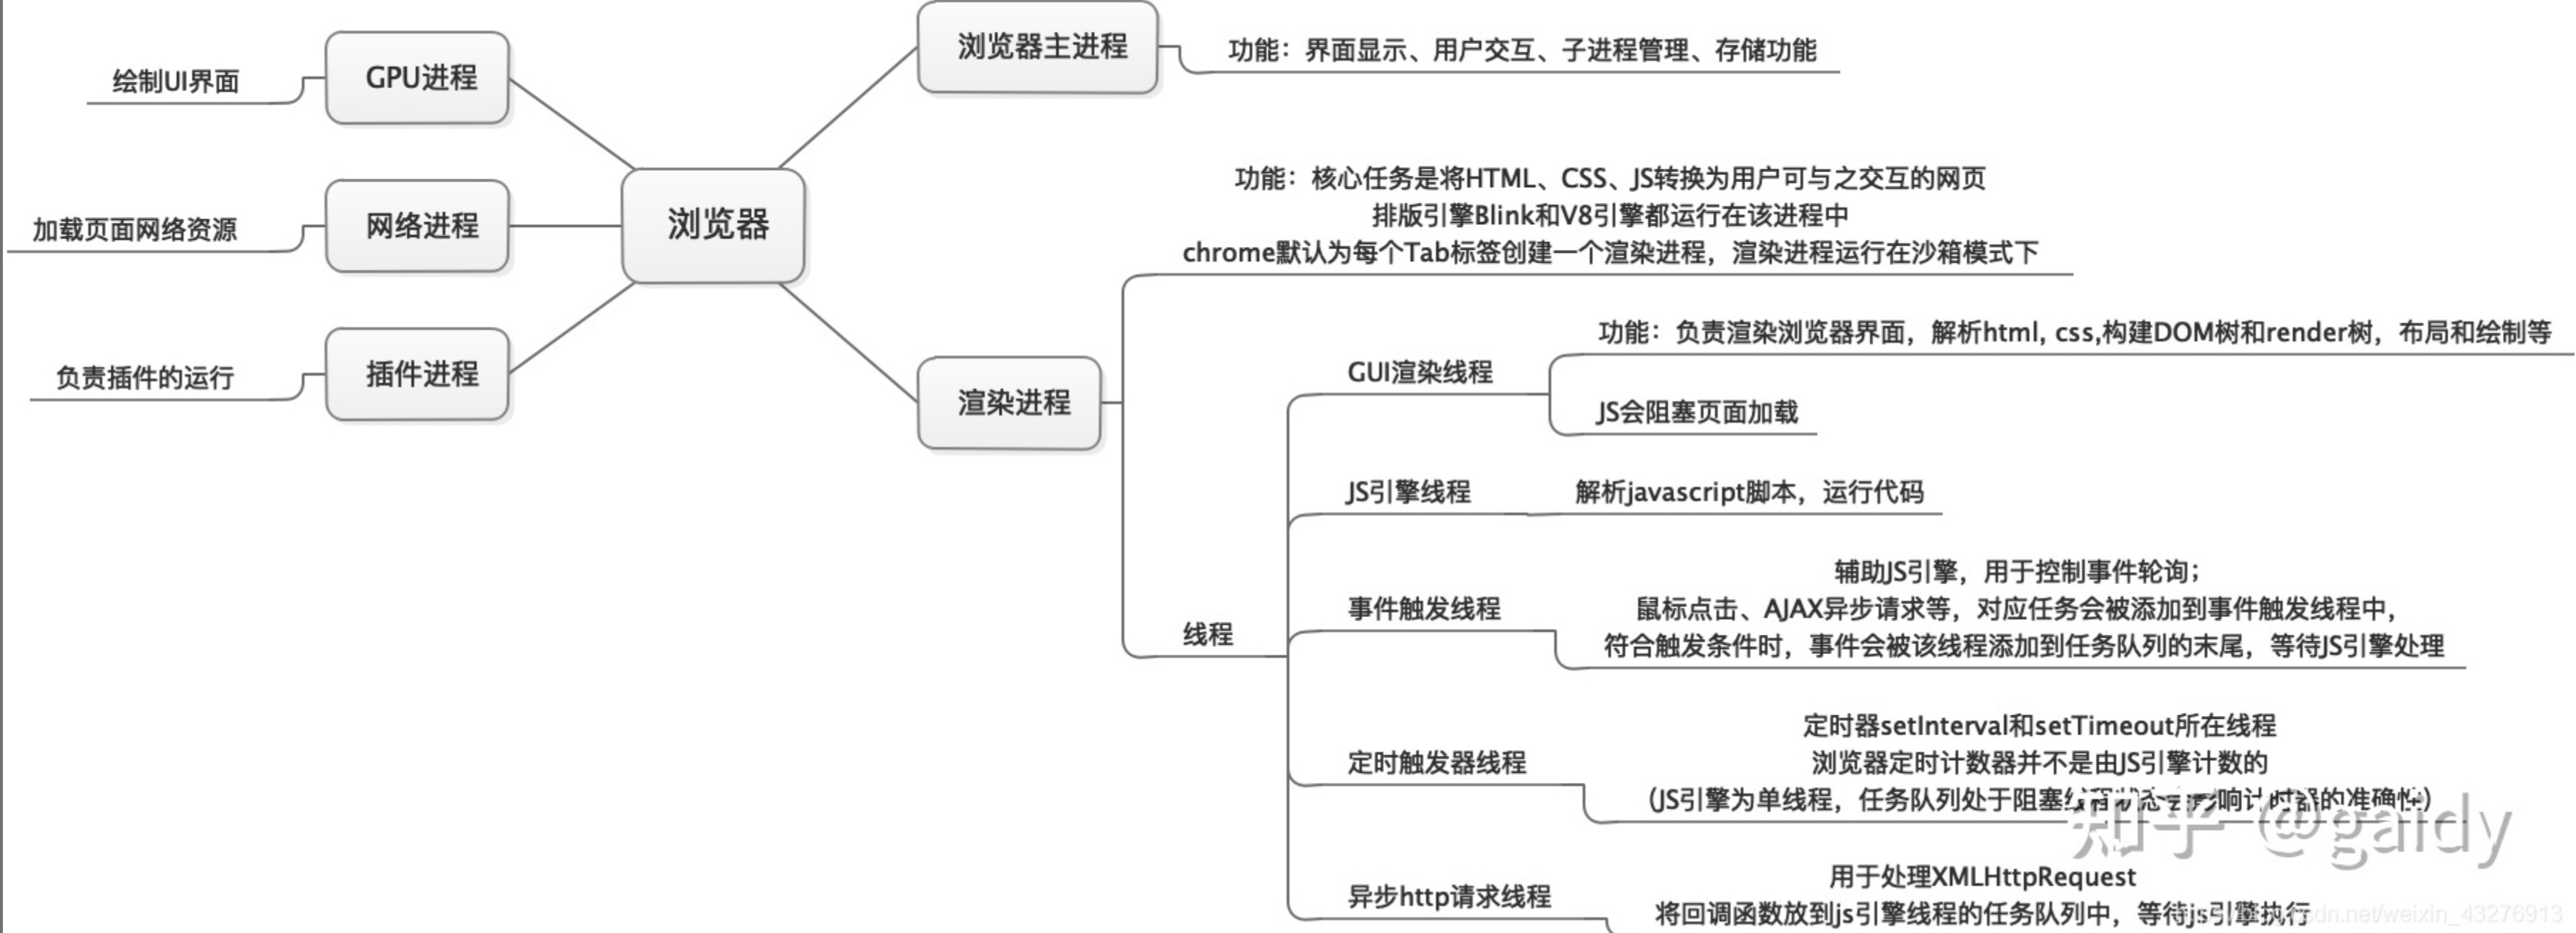 浏览器
GPU进程
绘制UI界面
网络进程
加载页面网络资源
插件进程
负责插件的运行
浏览器主进程
功能：界面显示、用户交互、子进程管理、存储功能
渲染进程
功能：核心任务是将HTML、CSS、JS转换为用户可与之交互的网页
排版引擎Blink和V8引擎都运行在该进程中
chrome默认为每个Tab标签创建一个渲染进程，渲染进程运行在沙箱模式下
线程
GUI渲染线程
功能：负责渲染浏览器界面，解析html, css,构建DOM树和render树，布局和绘制等
JS会阻塞页面加载
JS引擎线程
解析javascript脚本，运行代码
事件触发线程
辅助JS引擎，用于控制事件轮询；
鼠标点击、AJAX异步请求等，对应任务会被添加到事件触发线程中，
符合触发条件时，事件会被该线程添加到任务队列的末尾，等待JS引擎处理
定时触发器线程
定时器setInterval和setTimeout所在线程
浏览器定时计数器并不是由JS引擎计数的
（JS引擎为单线程，任务队列处于阻塞线程状态会影响计时器的准确性）
异步http请求线程
用于处理XMLHttpRequest
将回调函数放到js引擎线程的任务队列中，等待js引擎执行
知乎 @gaidy
dn.net/weixin_43276913